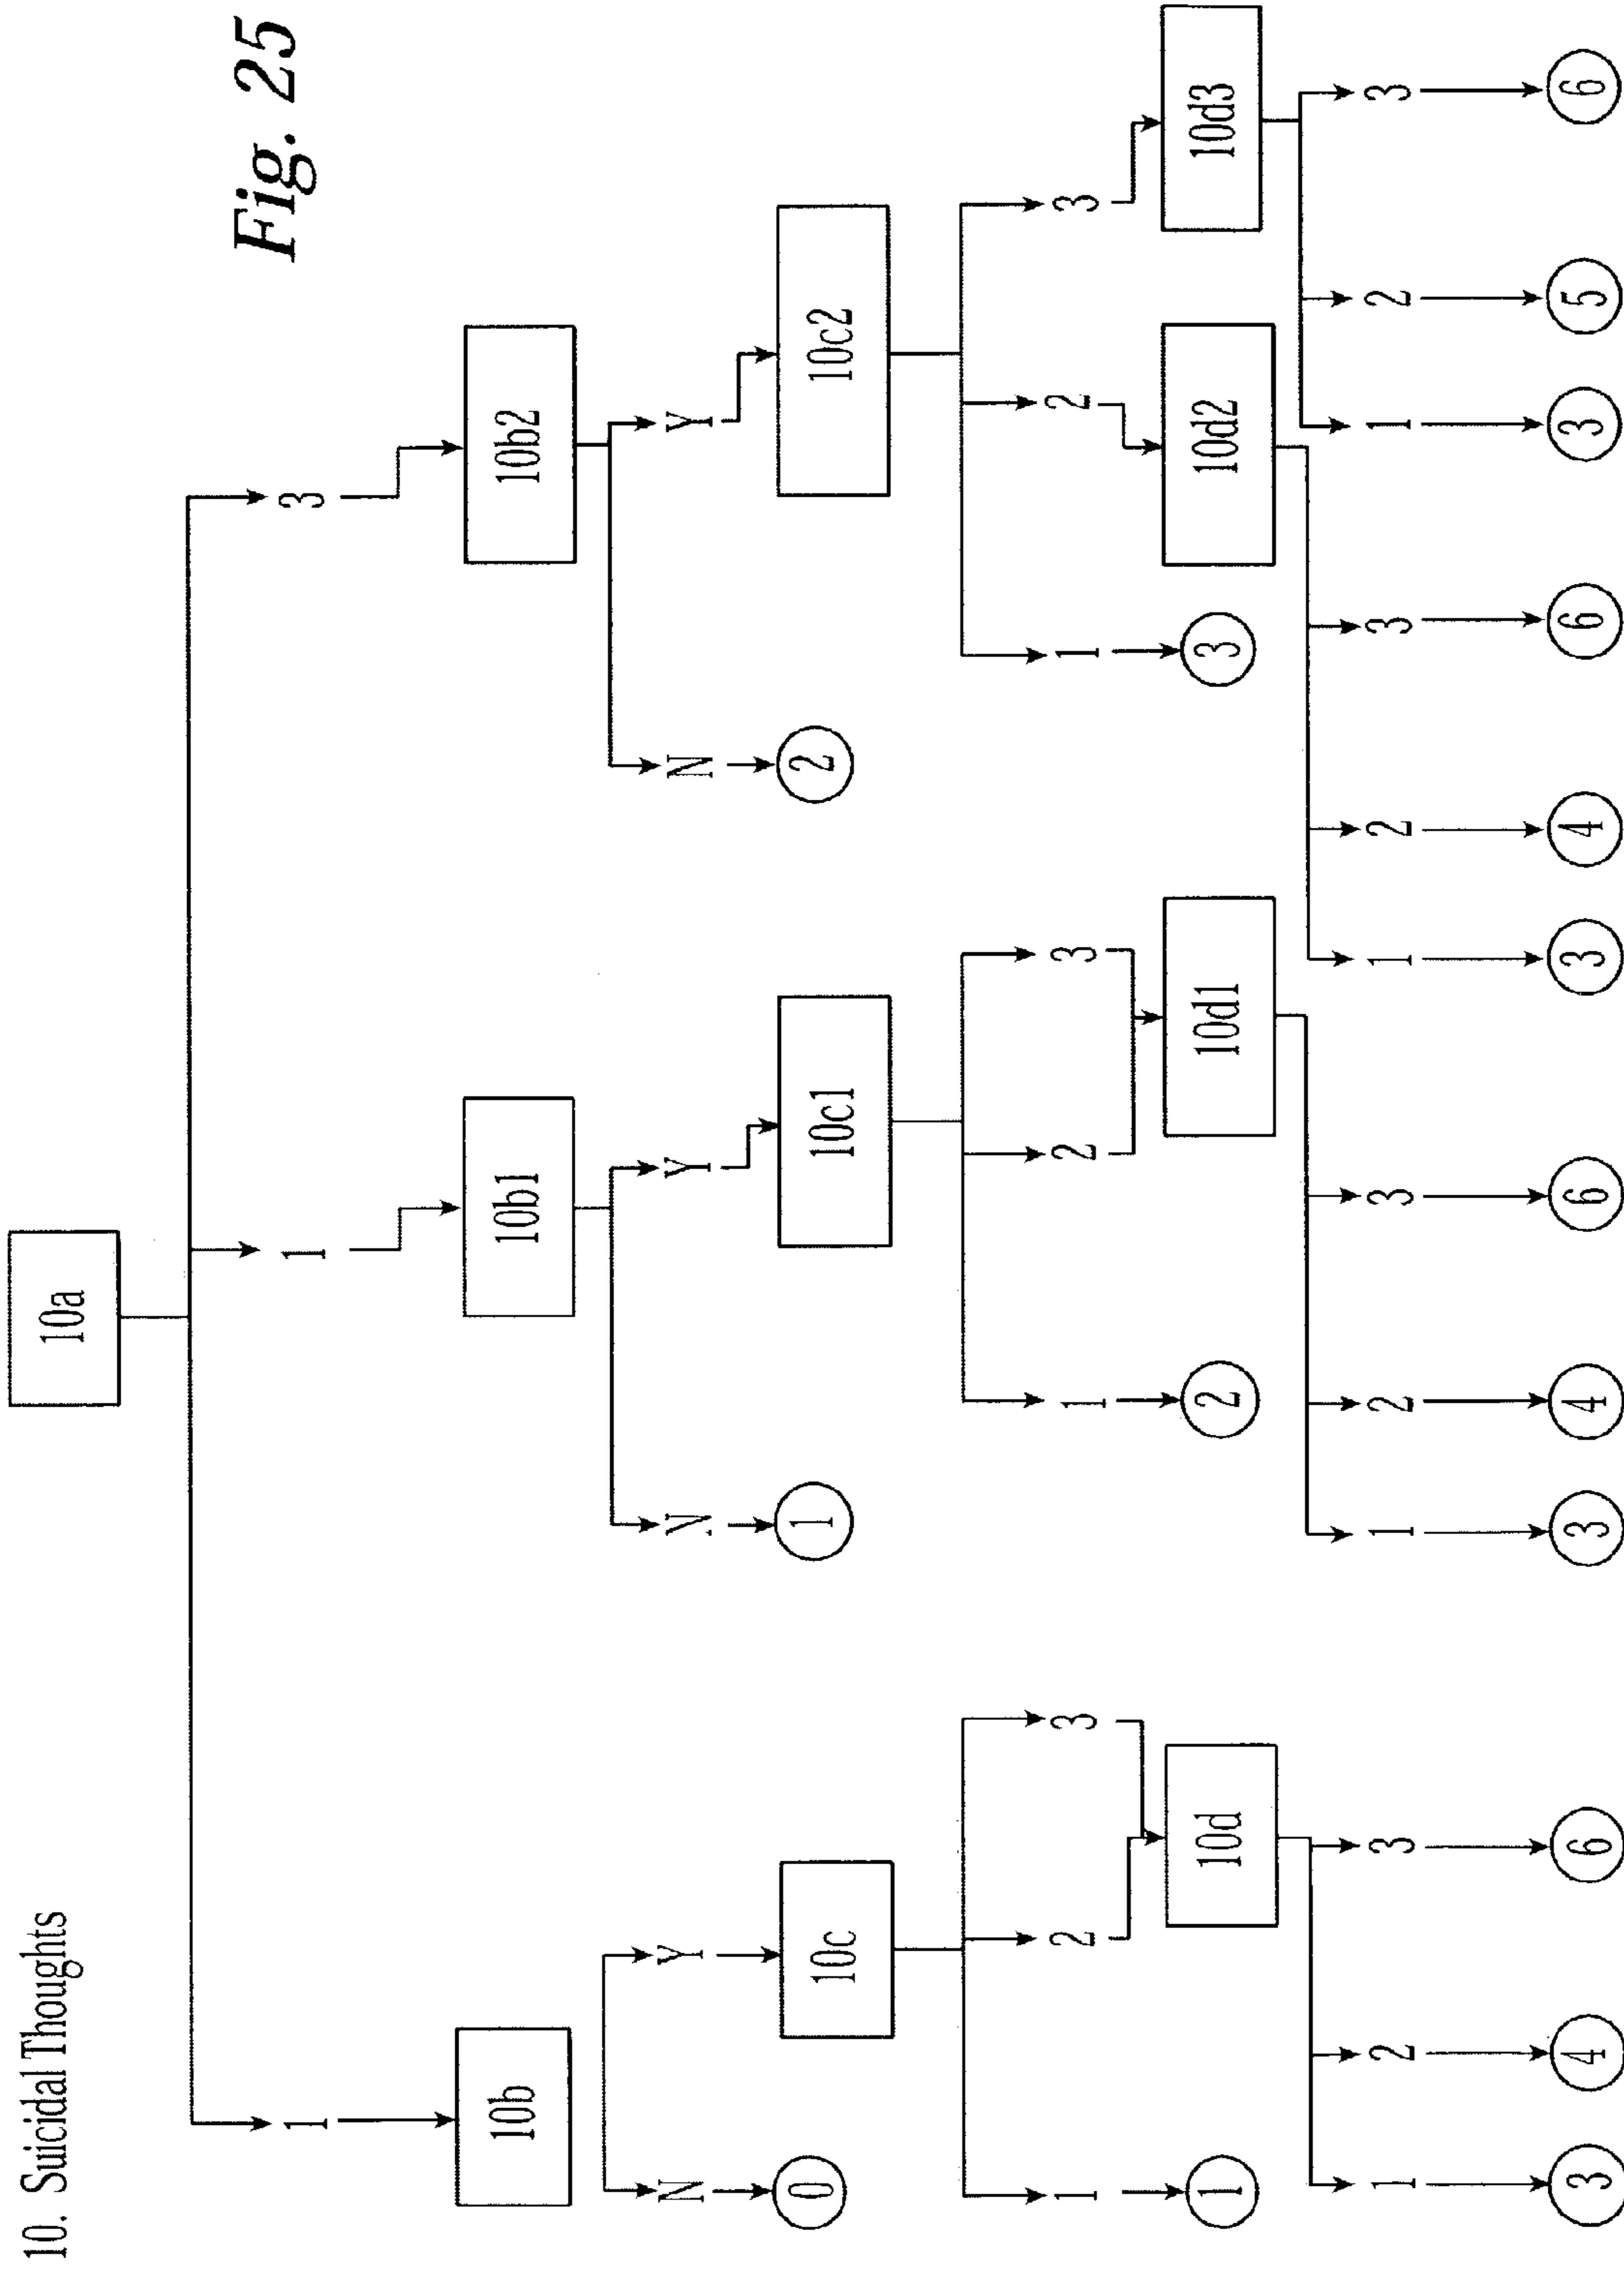 10. Suicidal Thoughts
Fig. 25
10a
1 1 3
10b 10b1 10b2
N Y N Y N Y
0 10c 1 10c1 2 10c2
1 2 3 1 2 3 1 2 3
1 10d 2 10d1 3 10d2 10d3
1 2 3 1 2 3 1 2 3 1 2 3
3 4 6 3 4 6 3 4 6 3 5 6